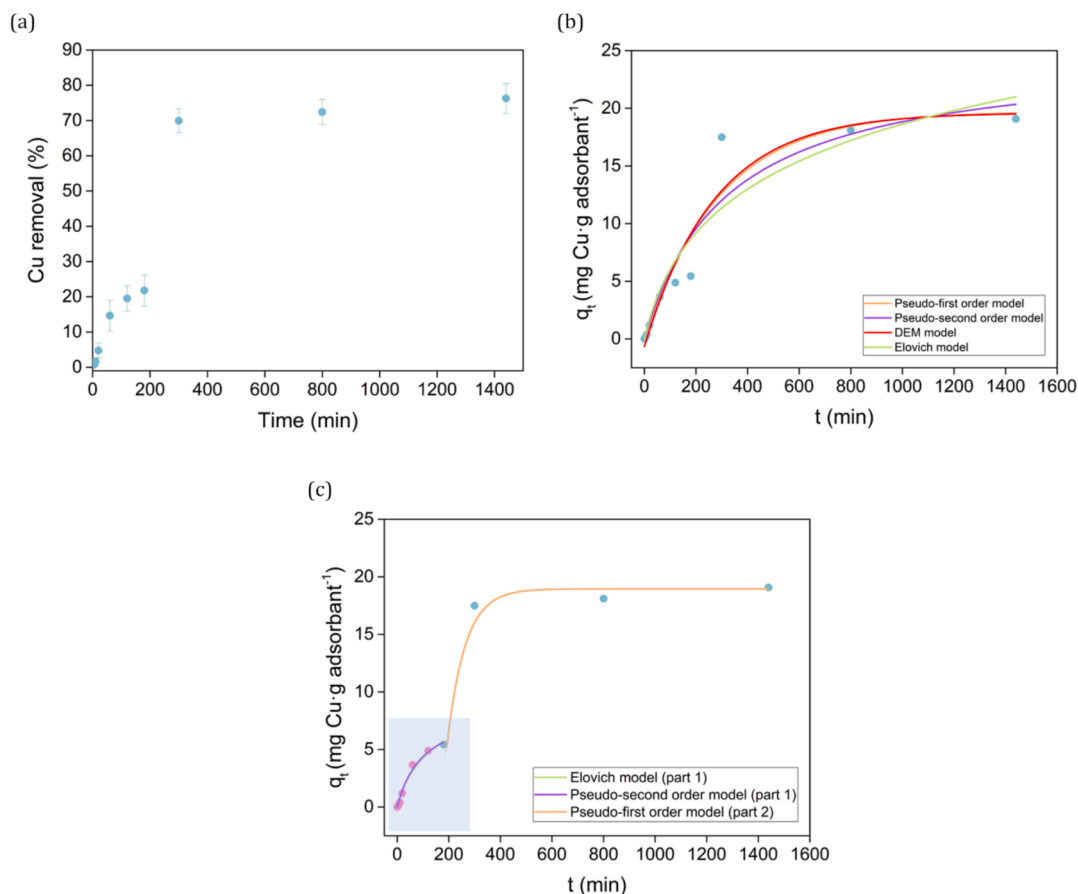 (a)
Cu removal (%)
90
80
70
60
50
40
30
20
10
0
0 200 400 600 800 1000 1200 1400
Time (min)
(b)
qt (mg Cu·g adsorbant-1)
25
20
15
10
5
0
Pseudo-first order model
Pseudo-second order model
DEM model
Elovich model
0 200 400 600 800 1000 1200 1400 1600
t (min)
(c)
qt (mg Cu·g adsorbant-1)
25
20
15
10
5
0
Elovich model (part 1)
Pseudo-second order model (part 1)
Pseudo-first order model (part 2)
0 200 400 600 800 1000 1200 1400 1600
t (min)